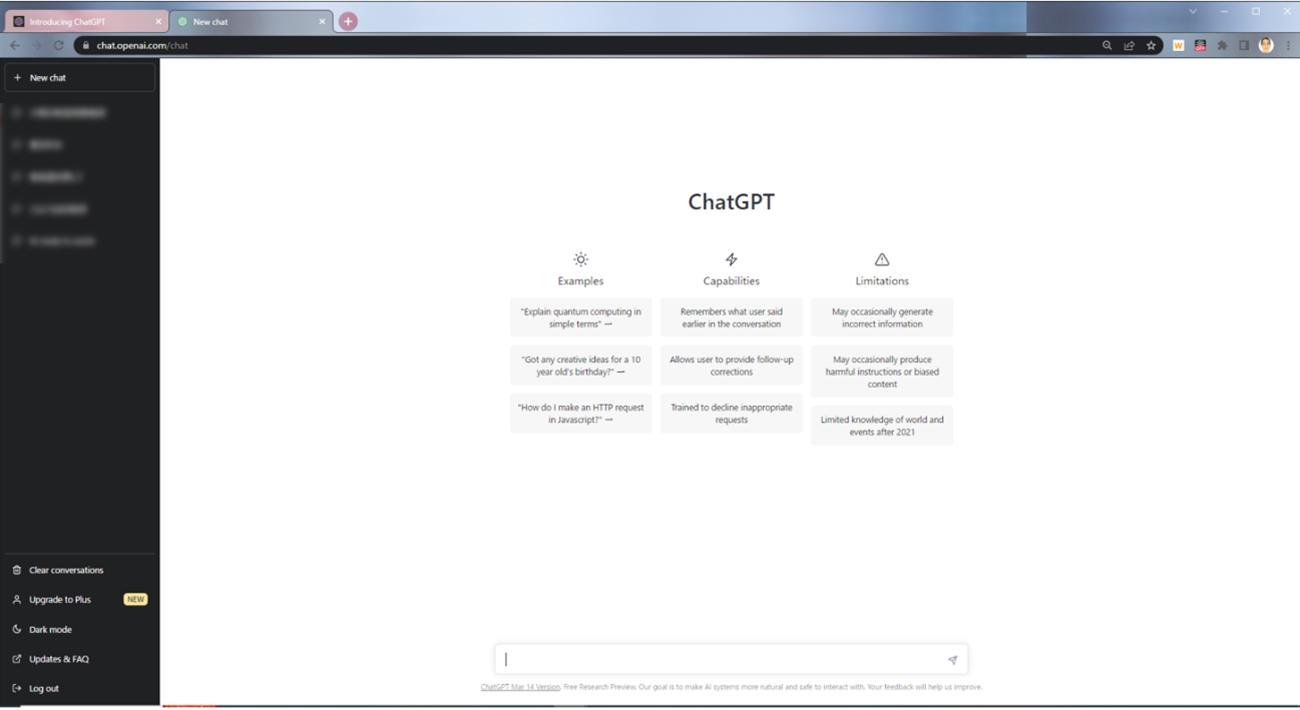 Introducing ChatGPT
New chat
chat.openai.com/chat
New chat
ChatGPT
Examples
"Explain quantum computing in
simple terms" →
"Got any creative ideas for a 10
year old's birthday?" →
"How do I make an HTTP request
in Javascript?" →
Capabilities
Remembers what user said
earlier in the conversation
Allows user to provide follow-up
corrections
Trained to decline inappropriate
requests
Limitations
May occasionally generate
incorrect information
May occasionally produce
harmful instructions or biased
content
Limited knowledge of world and
events after 2021
Clear conversations
Upgrade to Plus NEW
Dark mode
Updates & FAQ
Log out
ChatGPT Mar 14 Version. Free Research Preview. Our goal is to make AI systems more natural and safe to interact with. Your feedback will help us improve.